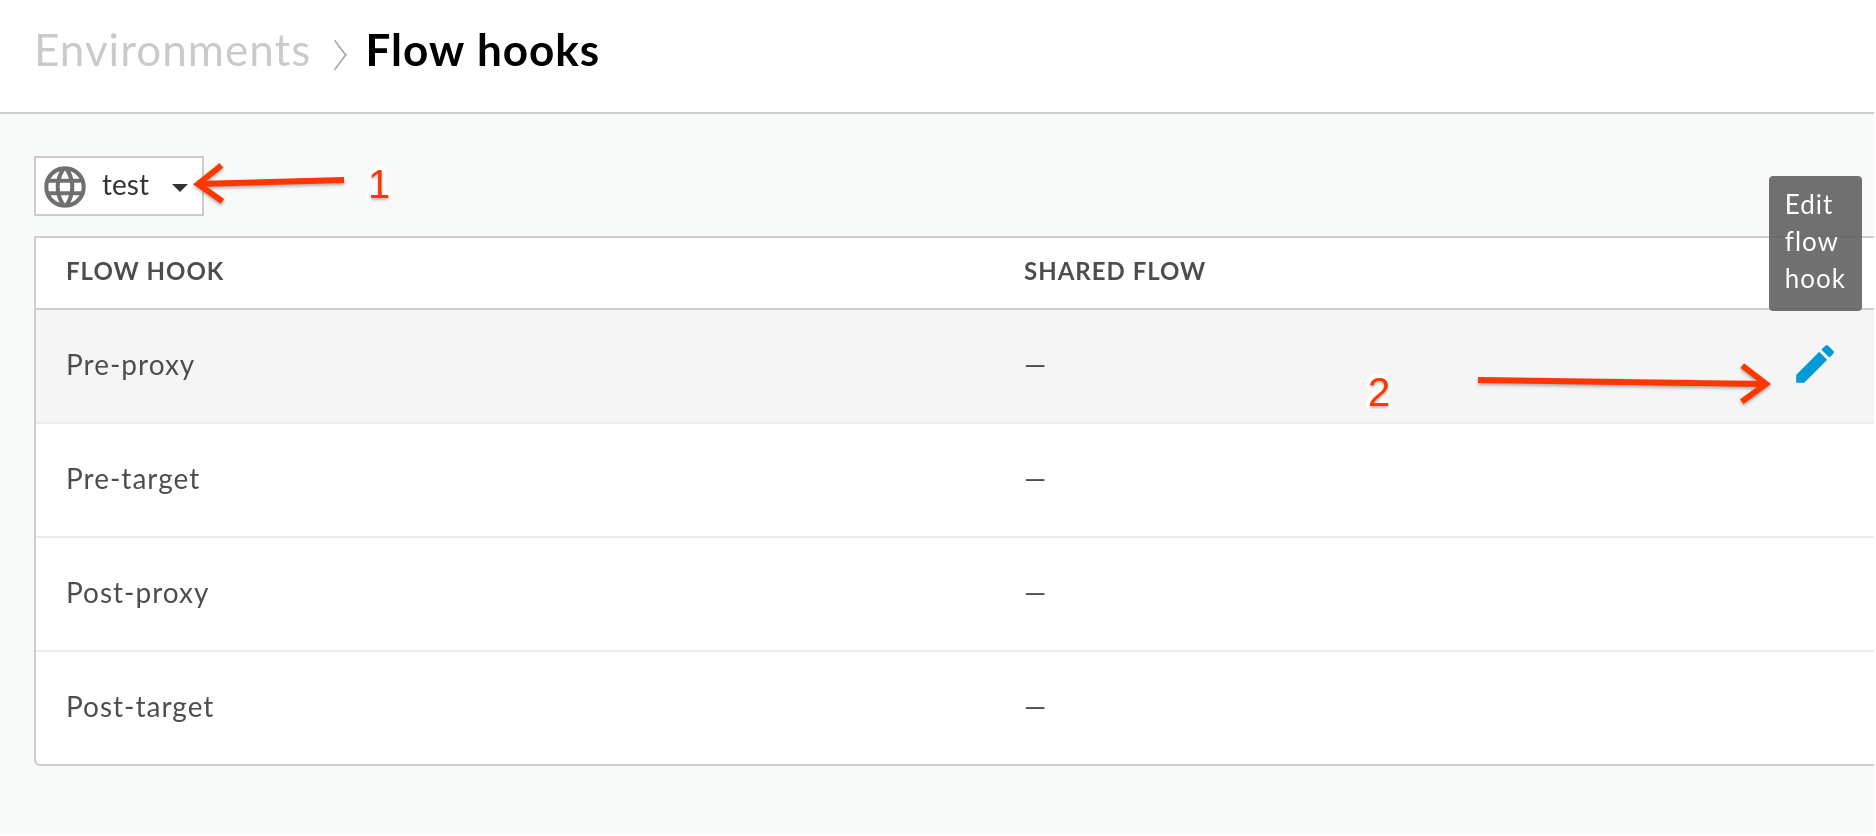 Environments > Flow hooks
test
1
Edit
flow
hook
FLOW HOOK SHARED FLOW
Pre-proxy —
2
Pre-target —
Post-proxy —
Post-target —